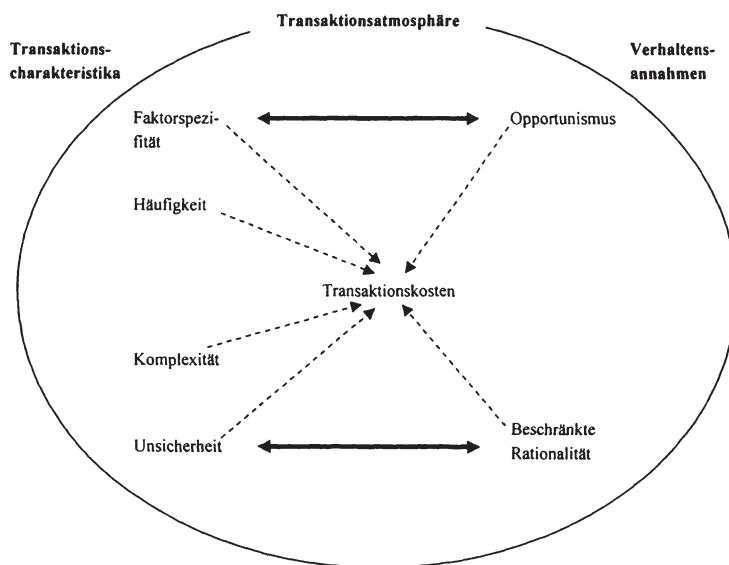 Transaktionsatmosphäre
Transaktions-
charakteristika
Verhaltens-
annahmen
Faktorspezi-
fität
Opportunismus
Häufigkeit
Transaktionskosten
Komplexität
Unsicherheit
Beschränkte
Rationalität